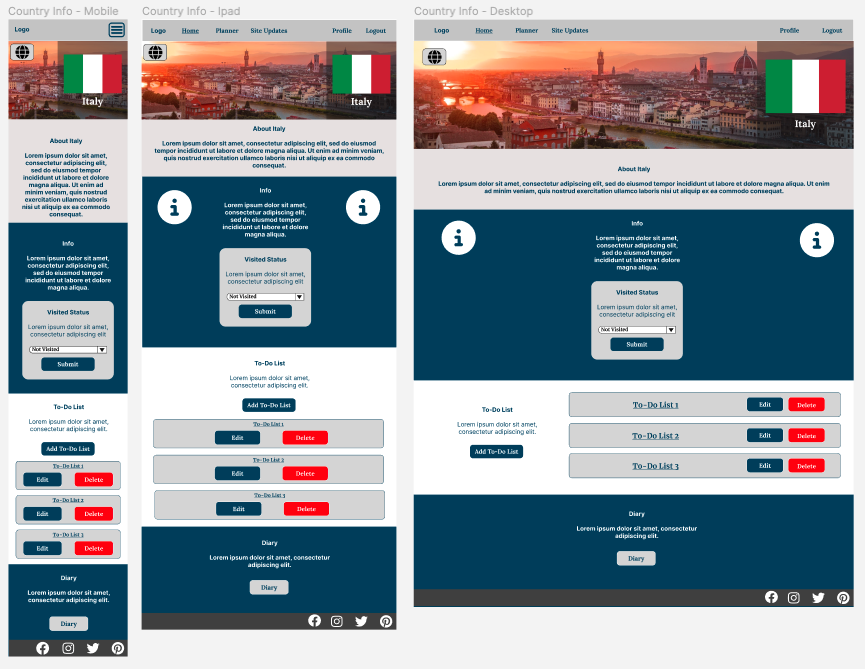 Country Info - Mobile
Logo
Italy
About Italy
Lorem ipsum dolor sit amet,
consectetur adipiscing elit,
sed do eiusmod tempor
incididunt ut labore et dolore
magna aliqua. Ut enim ad
minim veniam, quis nostrud
exercitation ullamco laboris
nisi ut aliquip ex ea commodo
consequat.
Info
Lorem ipsum dolor sit amet,
consectetur adipiscing elit,
sed do eiusmod tempor
incididunt ut labore et dolore
magna aliqua.
Visited Status
Lorem ipsum dolor sit amet,
consectetur adipiscing elit
Not Visited
Submit
To-Do List
Lorem ipsum dolor sit amet,
consectetur adipiscing elit.
Add To-Do List
To-Do List 1
Edit Delete
To-Do List 2
Edit Delete
To-Do List 3
Edit Delete
Diary
Lorem ipsum dolor sit amet,
consectetur adipiscing elit.
Diary
Country Info - Ipad
Logo Home Planner Site Updates Profile Logout
Italy
About Italy
Lorem ipsum dolor sit amet, consectetur adipiscing elit, sed do eiusmod
tempor incididunt ut labore et dolore magna aliqua. Ut enim ad minim veniam,
quis nostrud exercitation ullamco laboris nisi ut aliquip ex ea commodo
consequat.
Info
Lorem ipsum dolor sit amet,
consectetur adipiscing elit,
sed do eiusmod tempor
incididunt ut labore et dolore
magna aliqua.
Visited Status
Lorem ipsum dolor sit amet,
consectetur adipiscing elit
Not Visited
Submit
To-Do List
Lorem ipsum dolor sit amet,
consectetur adipiscing elit.
Add To-Do List
To-Do List 1
Edit Delete
To-Do List 2
Edit Delete
To-Do List 3
Edit Delete
Diary
Lorem ipsum dolor sit amet, consectetur
adipiscing elit.
Diary
Country Info - Desktop
Logo Home Planner Site Updates Profile Logout
Italy
About Italy
Lorem ipsum dolor sit amet, consectetur adipiscing elit, sed do eiusmod tempor incididunt ut labore et dolore magna aliqua. Ut enim
ad minim veniam, quis nostrud exercitation ullamco laboris nisi ut aliquip ex ea commodo consequat.
Info
Lorem ipsum dolor sit amet,
consectetur adipiscing elit,
sed do eiusmod tempor
incididunt ut labore et dolore
magna aliqua.
Visited Status
Lorem ipsum dolor sit amet,
consectetur adipiscing elit
Not Visited
Submit
To-Do List
Lorem ipsum dolor sit amet,
consectetur adipiscing elit.
Add To-Do List
To-Do List 1 Edit Delete
To-Do List 2 Edit Delete
To-Do List 3 Edit Delete
Diary
Lorem ipsum dolor sit amet, consectetur
adipiscing elit.
Diary